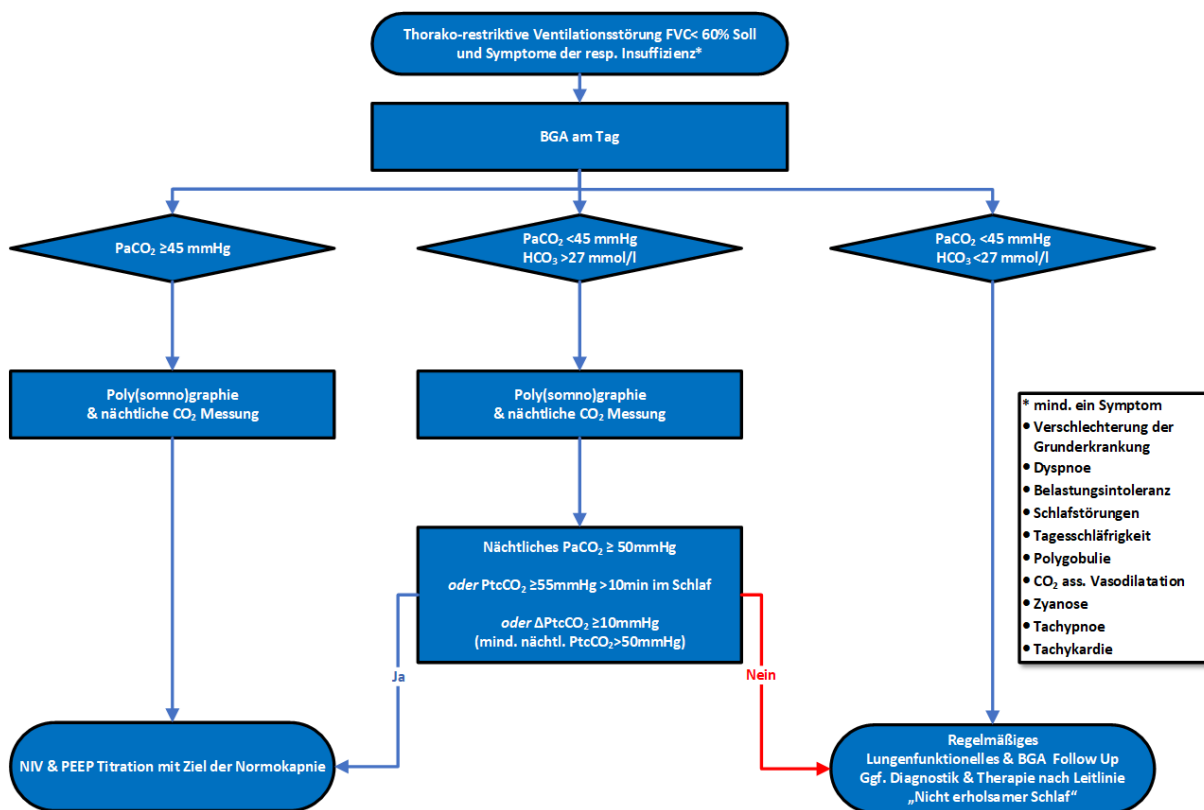 Thorako-restriktive Ventilationsstörung FVC< 60% Soll
und Symptome der resp. Insuffizienz*
BGA am Tag
PaCO₂ ≥45 mmHg
PaCO₂ <45 mmHg
HCO₃ >27 mmol/l
PaCO₂ <45 mmHg
HCO₃ <27 mmol/l
Poly(somno)graphie
& nächtliche CO₂ Messung
Poly(somno)graphie
& nächtliche CO₂ Messung
* mind. ein Symptom
• Verschlechterung der
Grunderkrankung
• Dyspnoe
• Belastungsintoleranz
• Schlafstörungen
• Tagesschläfrigkeit
• Polygobulie
• CO₂ ass. Vasodilatation
• Zyanose
• Tachypnoe
• Tachykardie
Nächtliches PaCO₂ ≥ 50mmHg
oder PtcCO₂ ≥55mmHg >10min im Schlaf
oder ΔPtcCO₂ ≥10mmHg
(mind. nächtl. PtcCO₂>50mmHg)
Ja
Nein
NIV & PEEP Titration mit Ziel der Normokapnie
Regelmäßiges
Lungenfunktionelles & BGA Follow Up
Ggf. Diagnostik & Therapie nach Leitlinie
„Nicht erholsamer Schlaf“